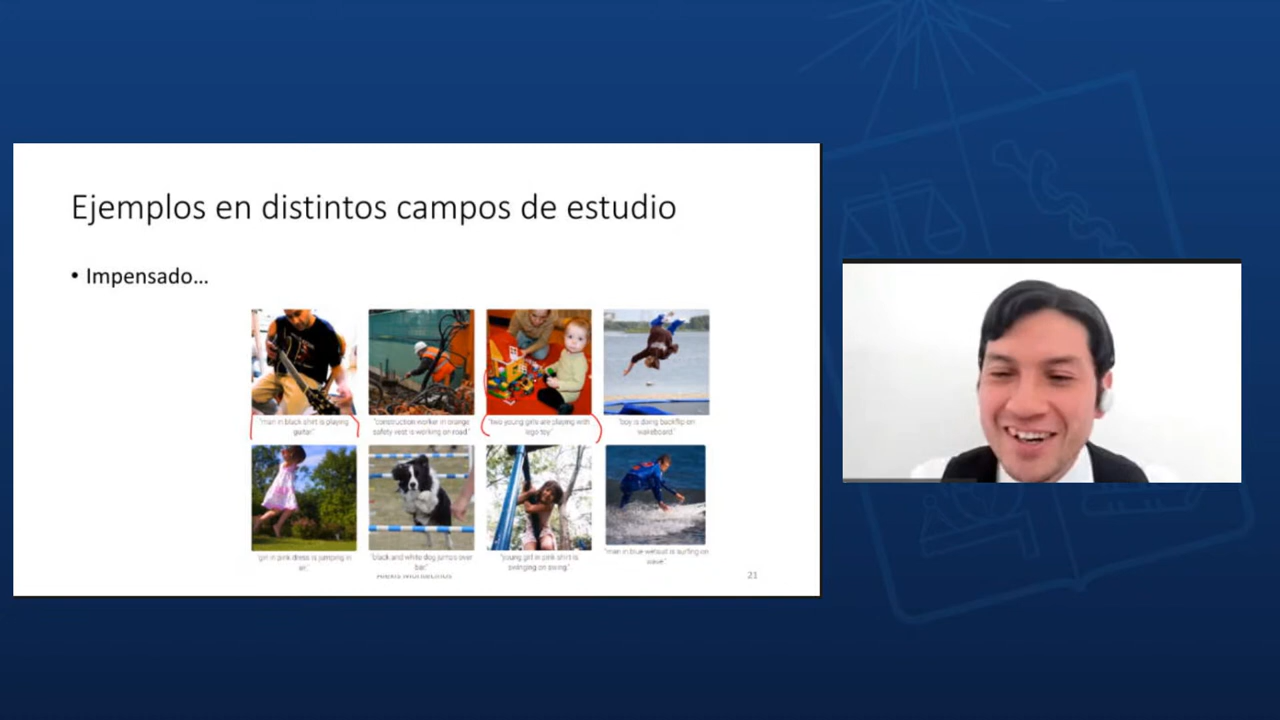 Ejemplos en distintos campos de estudio
• Impensado...
"man in black shirt is playing
guitar."
"construction worker in orange
safety vest is working on road."
"two young girls are playing with
lego toy."
"boy is doing backflip on
wakeboard."
"girl in pink dress is jumping in
air."
"black and white dog jumps over
bar."
"young girl in pink shirt is
swinging on swing."
"man in blue wetsuit is surfing on
wave."
21